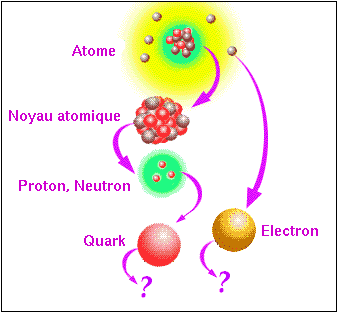 Atome
Noyau atomique
Proton, Neutron
Quark
Electron
?
?